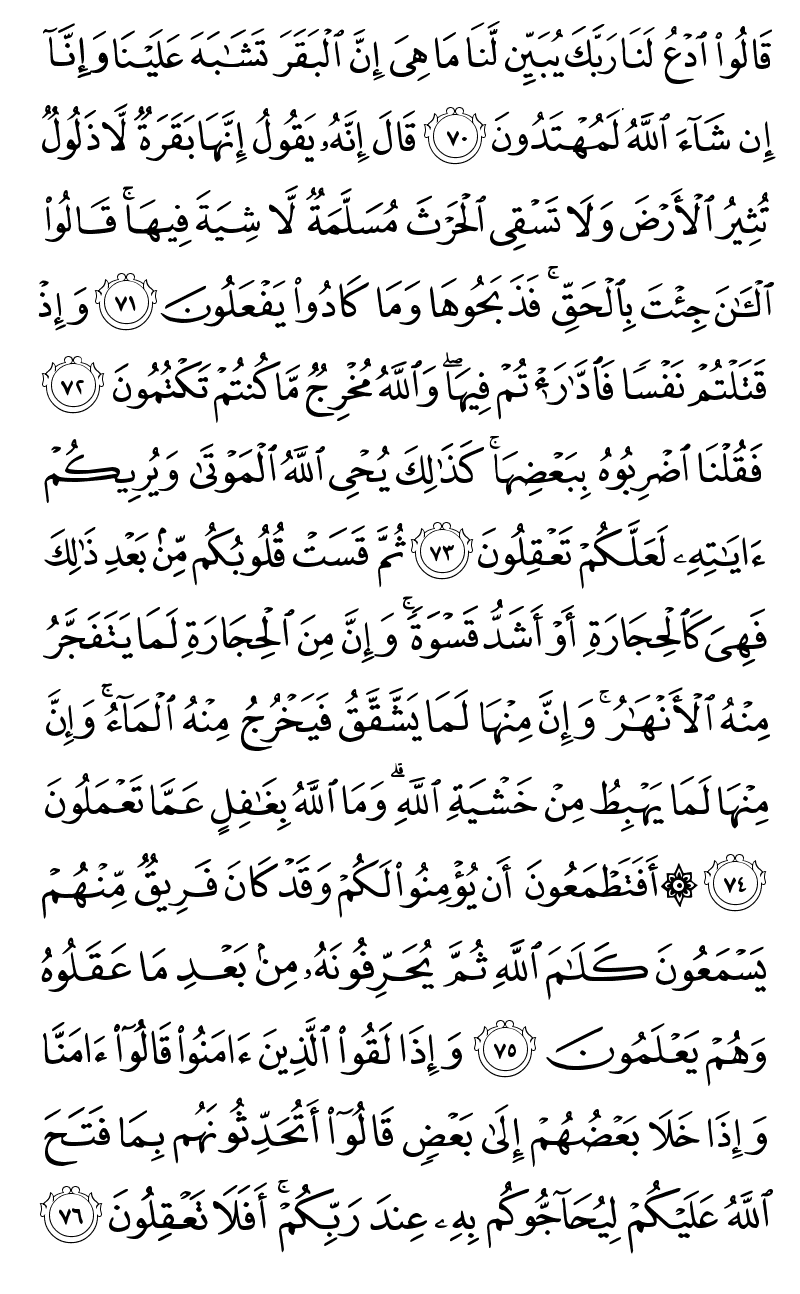 قَالُوا۟ ٱدۡعُ لَنَا رَبَّكَ يُبَيِّن لَّنَا مَا هِىَ إِنَّ ٱلۡبَقَرَ تَشَـٰبَهَ عَلَيۡنَا وَإِنَّآ
إِن شَآءَ ٱللَّهُ لَمُهۡتَدُونَ ٧٠ قَالَ إِنَّهُۥ يَقُولُ إِنَّهَا بَقَرَةٌ لَّا ذَلُولٌ
تُثِيرُ ٱلۡأَرۡضَ وَلَا تَسۡقِى ٱلۡحَرۡثَ مُسَلَّمَةٌ لَّا شِيَةَ فِيهَاۚ قَالُوا۟
ٱلۡـَٔـٰنَ جِئۡتَ بِٱلۡحَقِّۚ فَذَبَحُوهَا وَمَا كَادُوا۟ يَفۡعَلُونَ ٧١ وَإِذۡ
قَتَلۡتُمۡ نَفۡسًا فَٱدَّٰرَٰٔۡتُمۡ فِيهَاۖ وَٱللَّهُ مُخۡرِجٌ مَّا كُنتُمۡ تَكۡتُمُونَ ٧٢
فَقُلۡنَا ٱضۡرِبُوهُ بِبَعۡضِهَاۚ كَذَٰلِكَ يُحۡىِ ٱللَّهُ ٱلۡمَوۡتَىٰ وَيُرِيكُمۡ
ءَايَـٰتِهِۦ لَعَلَّكُمۡ تَعۡقِلُونَ ٧٣ ثُمَّ قَسَتۡ قُلُوبُكُم مِّنۢ بَعۡدِ ذَٰلِكَ
فَهِىَ كَٱلۡحِجَارَةِ أَوۡ أَشَدُّ قَسۡوَةًۚ وَإِنَّ مِنَ ٱلۡحِجَارَةِ لَمَا يَتَفَجَّرُ
مِنۡهُ ٱلۡأَنۡهَـٰرُۚ وَإِنَّ مِنۡهَا لَمَا يَشَّقَّقُ فَيَخۡرُجُ مِنۡهُ ٱلۡمَآءُۚ وَإِنَّ
مِنۡهَا لَمَا يَهۡبِطُ مِنۡ خَشۡيَةِ ٱللَّهِۗ وَمَا ٱللَّهُ بِغَـٰفِلٍ عَمَّا تَعۡمَلُونَ
٧٤ ۞ أَفَتَطۡمَعُونَ أَن يُؤۡمِنُوا۟ لَكُمۡ وَقَدۡ كَانَ فَرِيقٌ مِّنۡهُمۡ
يَسۡمَعُونَ كَلَـٰمَ ٱللَّهِ ثُمَّ يُحَرِّفُونَهُۥ مِنۢ بَعۡدِ مَا عَقَلُوهُ
وَهُمۡ يَعۡلَمُونَ ٧٥ وَإِذَا لَقُوا۟ ٱلَّذِينَ ءَامَنُوا۟ قَالُوٓا۟ ءَامَنَّا
وَإِذَا خَلَا بَعۡضُهُمۡ إِلَىٰ بَعۡضٍ قَالُوٓا۟ أَتُحَدِّثُونَهُم بِمَا فَتَحَ
ٱللَّهُ عَلَيۡكُمۡ لِيُحَآجُّوكُم بِهِۦ عِندَ رَبِّكُمۡۚ أَفَلَا تَعۡقِلُونَ ٧٦